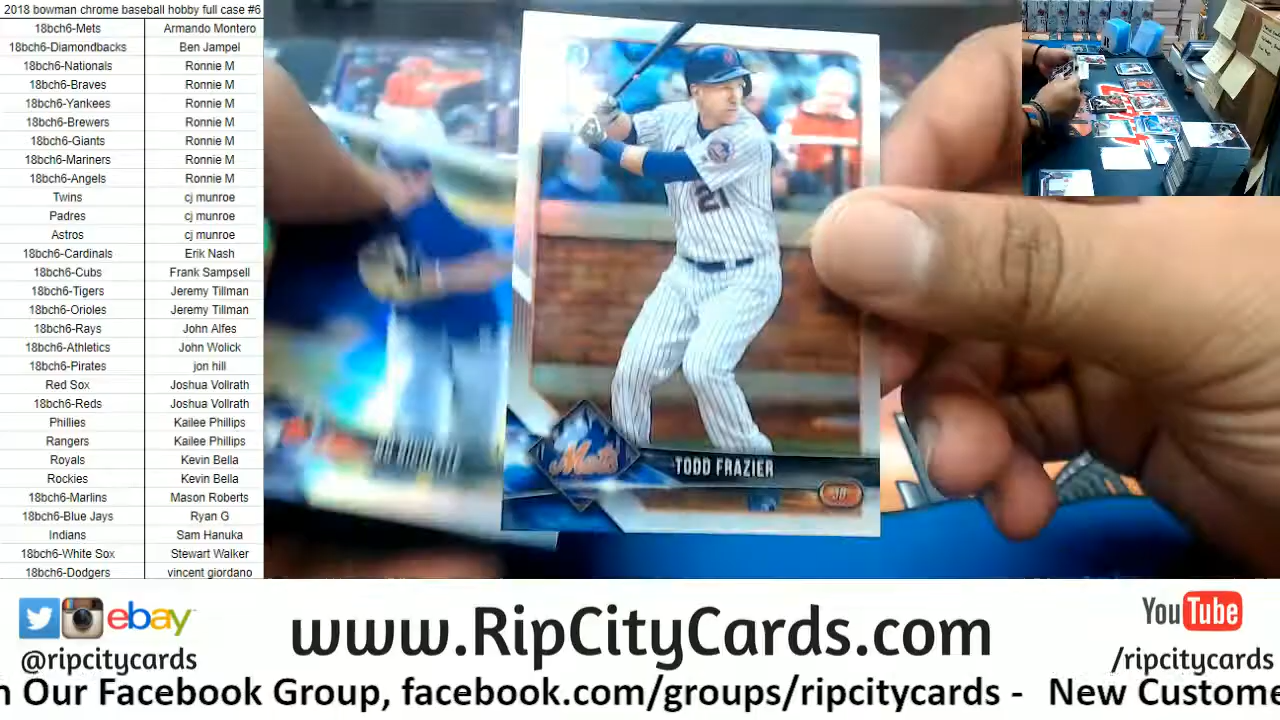 2018 bowman chrome baseball hobby full case #6
18bch6-Mets Armando Montero
18bch6-Diamondbacks Ben Jampel
18bch6-Nationals Ronnie M
18bch6-Braves Ronnie M
18bch6-Yankees Ronnie M
18bch6-Brewers Ronnie M
18bch6-Giants Ronnie M
18bch6-Mariners Ronnie M
18bch6-Angels Ronnie M
Twins cj munroe
Padres cj munroe
Astros cj munroe
18bch6-Cardinals Erik Nash
18bch6-Cubs Frank Sampsell
18bch6-Tigers Jeremy Tillman
18bch6-Orioles Jeremy Tillman
18bch6-Rays John Alfes
18bch6-Athletics John Wolick
18bch6-Pirates jon hill
Red Sox Joshua Vollrath
18bch6-Reds Joshua Vollrath
Phillies Kailee Phillips
Rangers Kailee Phillips
Royals Kevin Bella
Rockies Kevin Bella
18bch6-Marlins Mason Roberts
18bch6-Blue Jays Ryan G
Indians Sam Hanuka
18bch6-White Sox Stewart Walker
18bch6-Dodgers vincent giordano
21
Mets
TODD FRAZIER
3B
ebay
@ripcitycards
www.RipCityCards.com
YouTube
/ripcitycards
n Our Facebook Group, facebook.com/groups/ripcitycards - New Custome